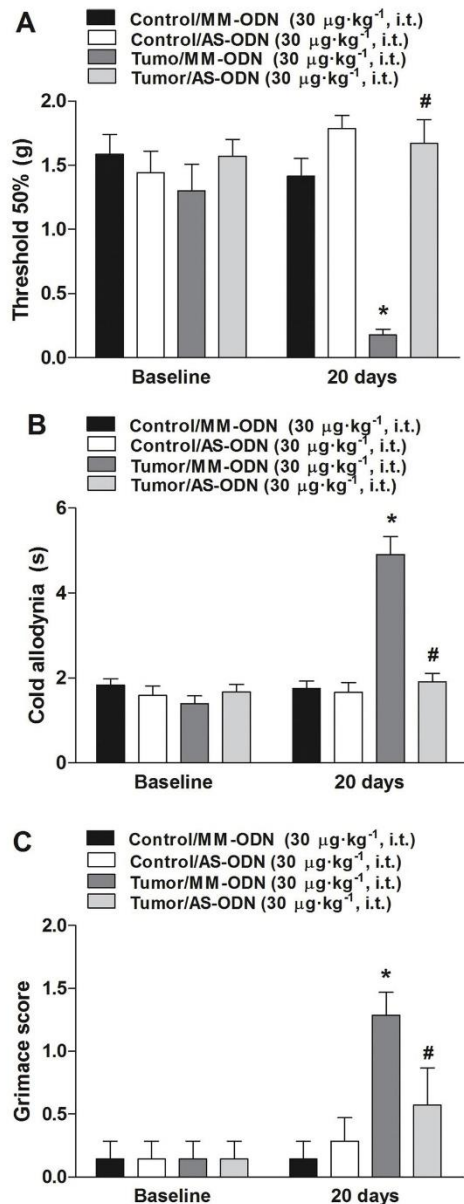 A
Control/MM-ODN (30 µg·kg⁻¹, i.t.)
Control/AS-ODN (30 µg·kg⁻¹, i.t.)
Tumo/MM-ODN (30 µg·kg⁻¹, i.t.)
Tumor/AS-ODN (30 µg·kg⁻¹, i.t.)
Threshold 50% (g)
2.0
1.5
1.0
0.5
0.0
*
#
Baseline
20 days
B
Control/MM-ODN (30 µg·kg⁻¹, i.t.)
Control/AS-ODN (30 µg·kg⁻¹, i.t.)
Tumor/MM-ODN (30 µg·kg⁻¹, i.t.)
Tumor/AS-ODN (30 µg·kg⁻¹, i.t.)
Cold allodynia (s)
6
4
2
0
*
#
Baseline
20 days
C
Control/MM-ODN (30 µg·kg⁻¹, i.t.)
Control/AS-ODN (30 µg·kg⁻¹, i.t.)
Tumor/MM-ODN (30 µg·kg⁻¹, i.t.)
Tumor/AS-ODN (30 µg·kg⁻¹, i.t.)
Grimace score
2.0
1.5
1.0
0.5
0.0
*
#
Baseline
20 days